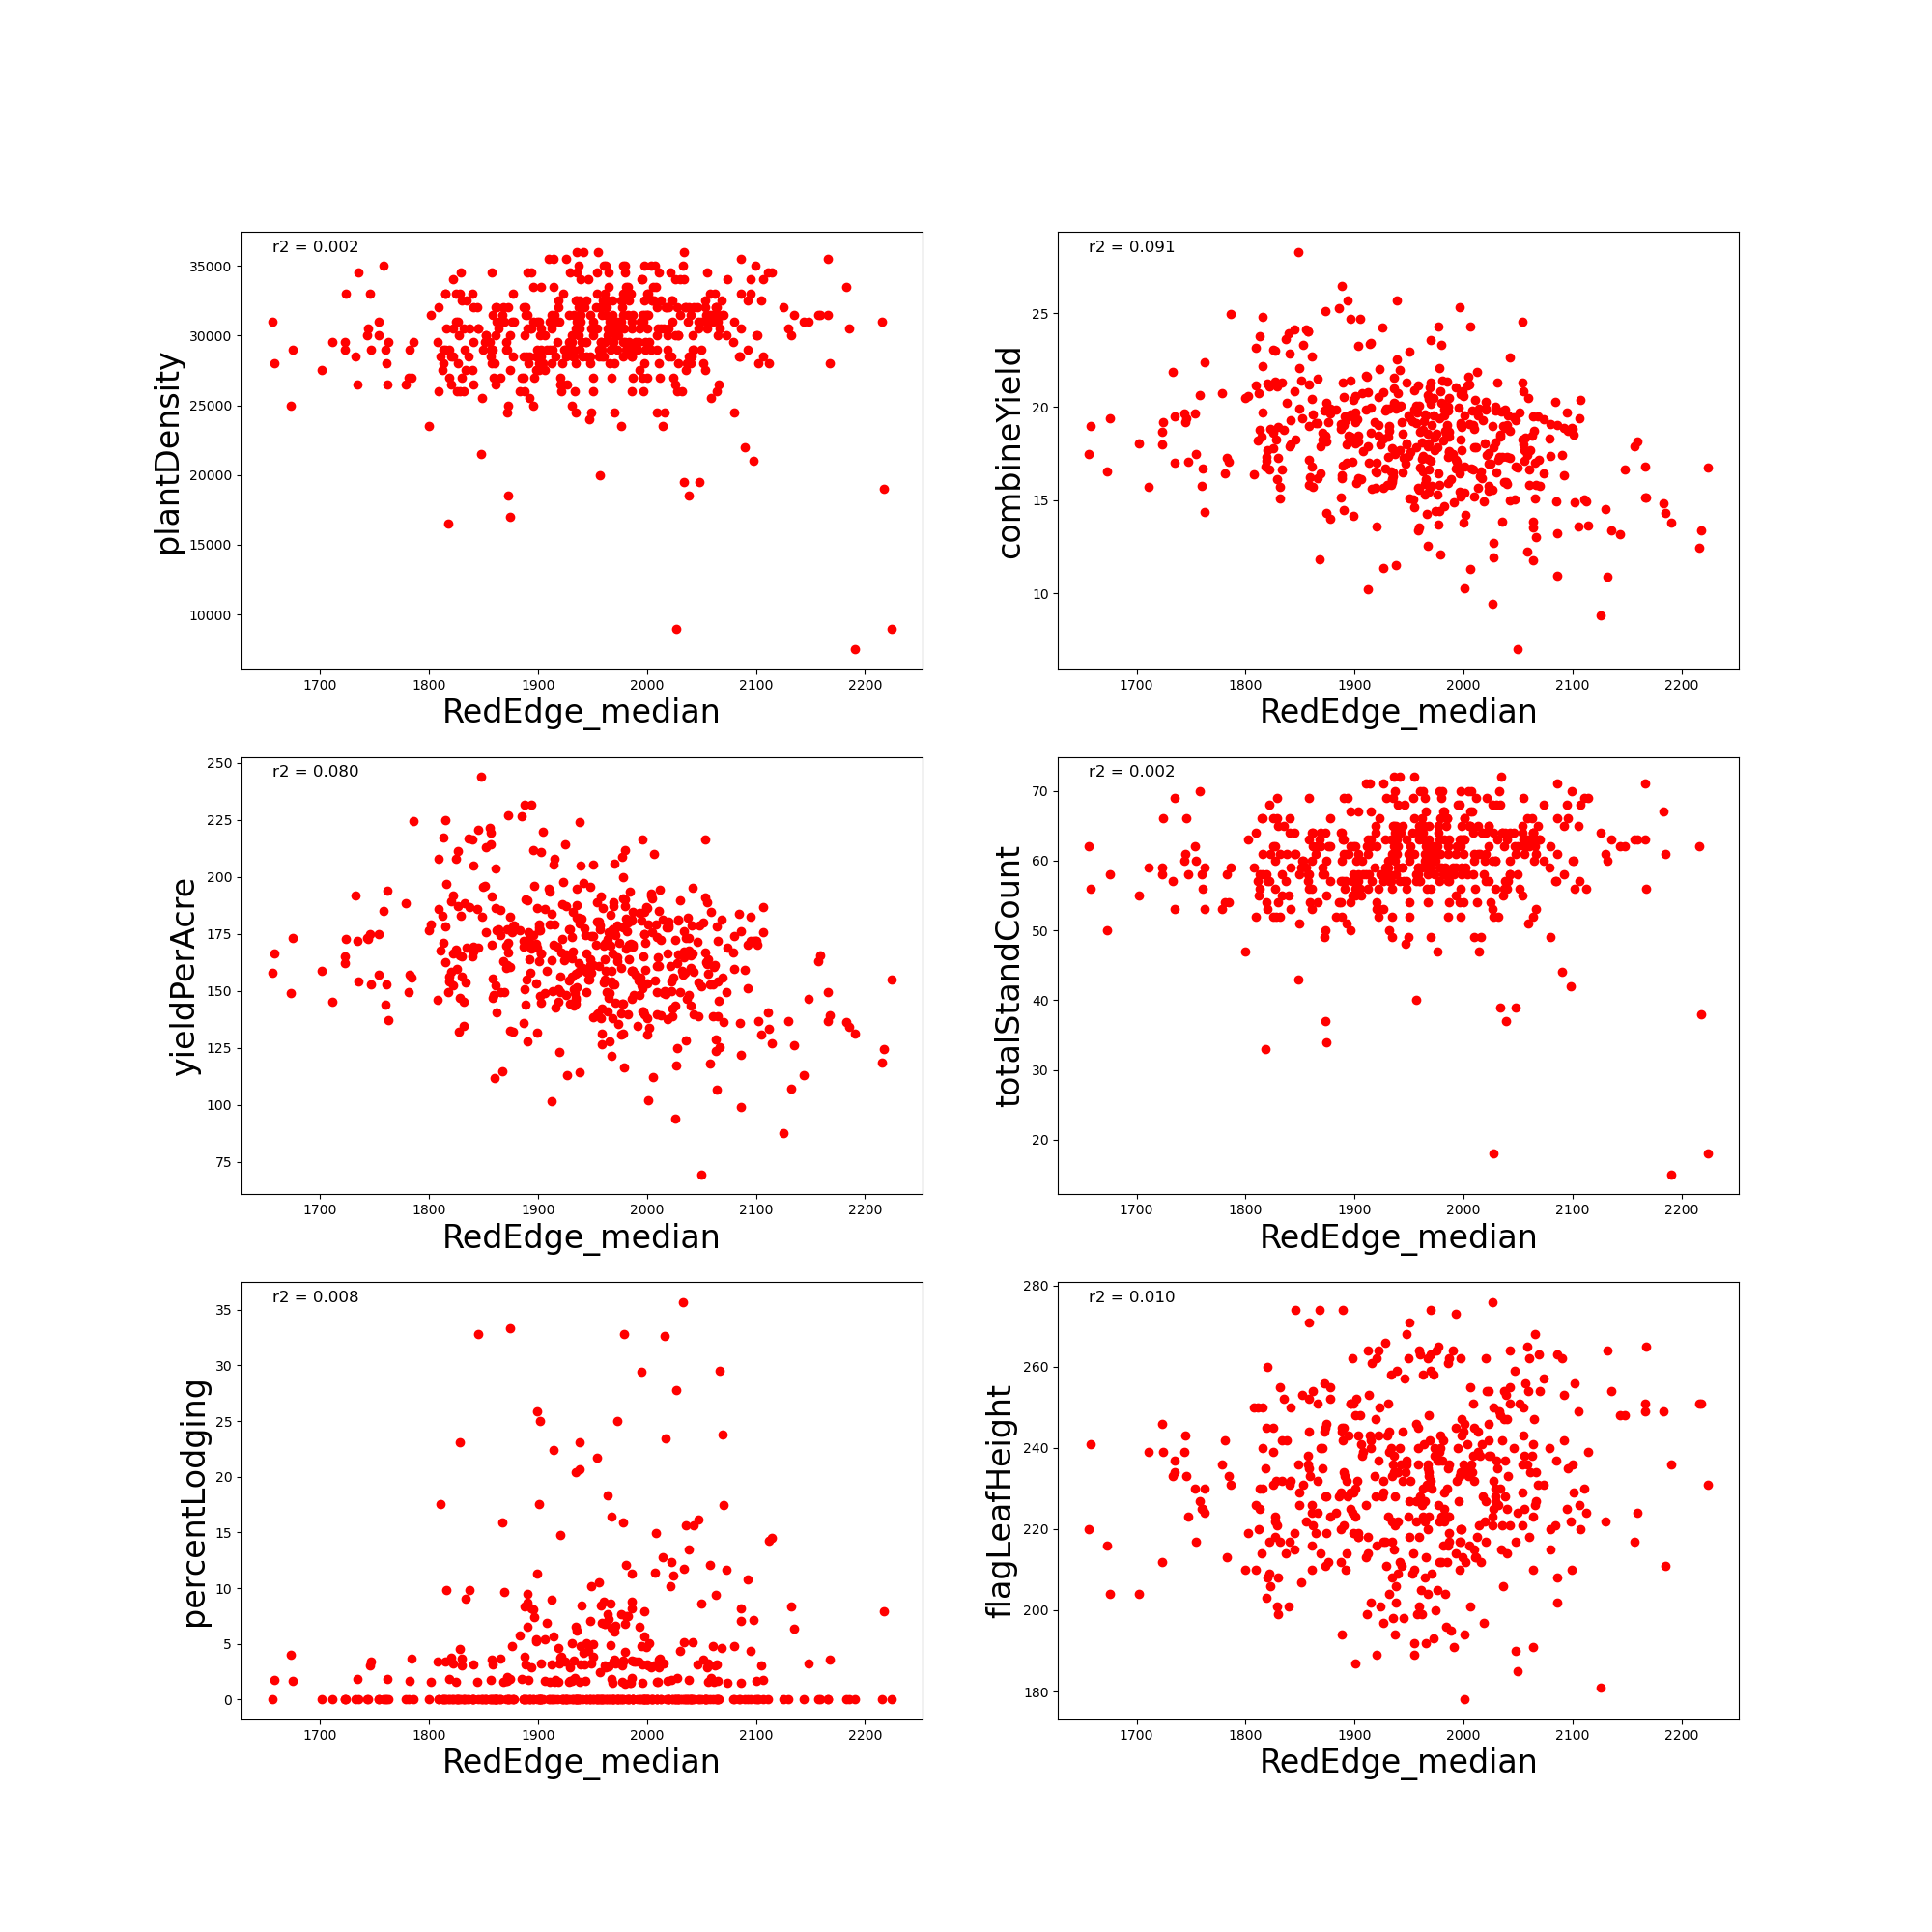 r2 = 0.002
35000
30000
25000
20000
15000
10000
plantDensity
1700 1800 1900 2000 2100 2200
RedEdge_median
r2 = 0.091
25
20
15
10
combineYield
1700 1800 1900 2000 2100 2200
RedEdge_median
r2 = 0.080
250
225
200
175
150
125
100
75
yieldPerAcre
1700 1800 1900 2000 2100 2200
RedEdge_median
r2 = 0.002
70
60
50
40
30
20
totalStandCount
1700 1800 1900 2000 2100 2200
RedEdge_median
r2 = 0.008
35
30
25
20
15
10
5
0
percentLodging
1700 1800 1900 2000 2100 2200
RedEdge_median
r2 = 0.010
280
260
240
220
200
180
flagLeafHeight
1700 1800 1900 2000 2100 2200
RedEdge_median